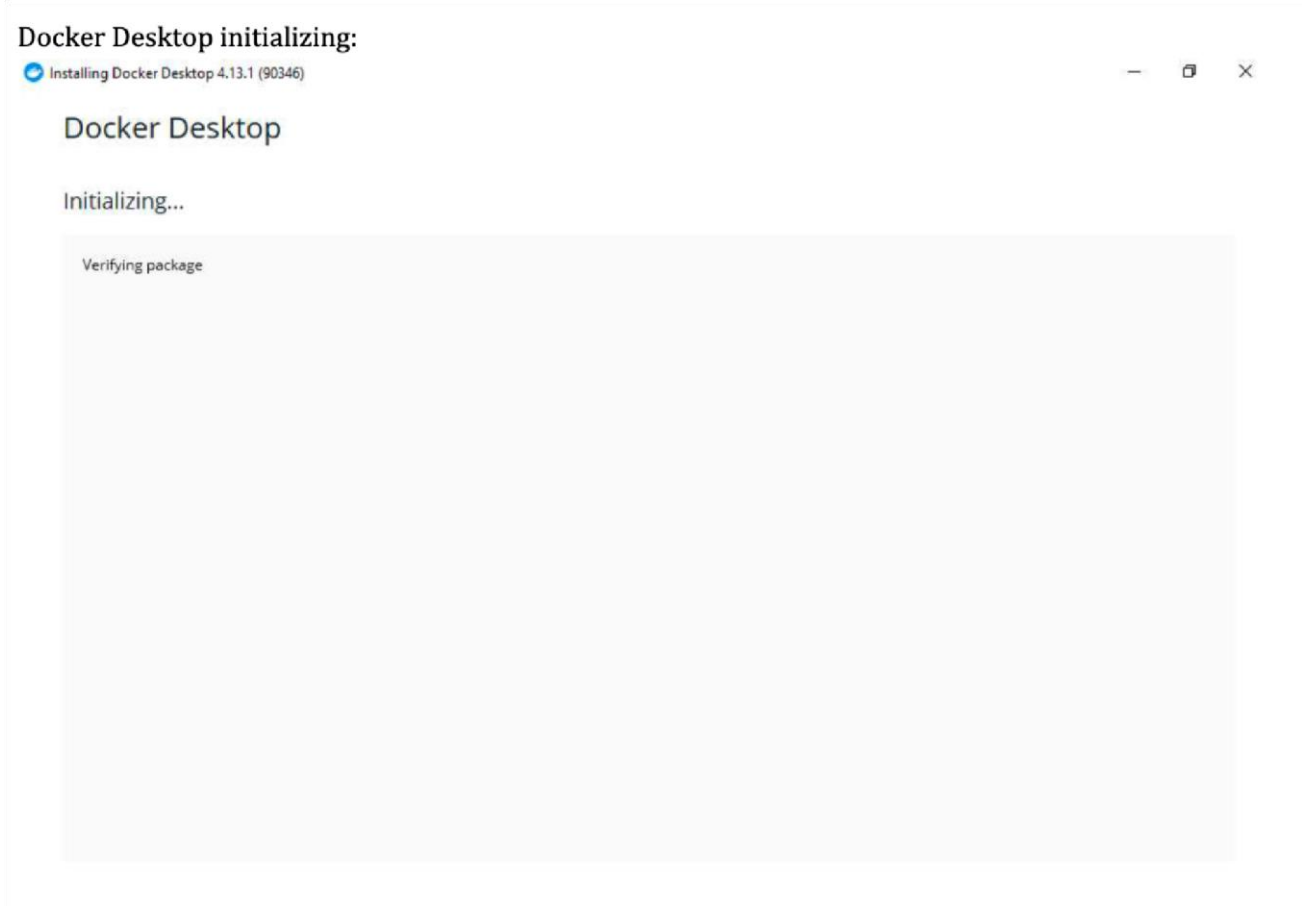 Docker Desktop initializing:
Installing Docker Desktop 4.13.1 (90346)
Docker Desktop
Initializing...
Verifying package